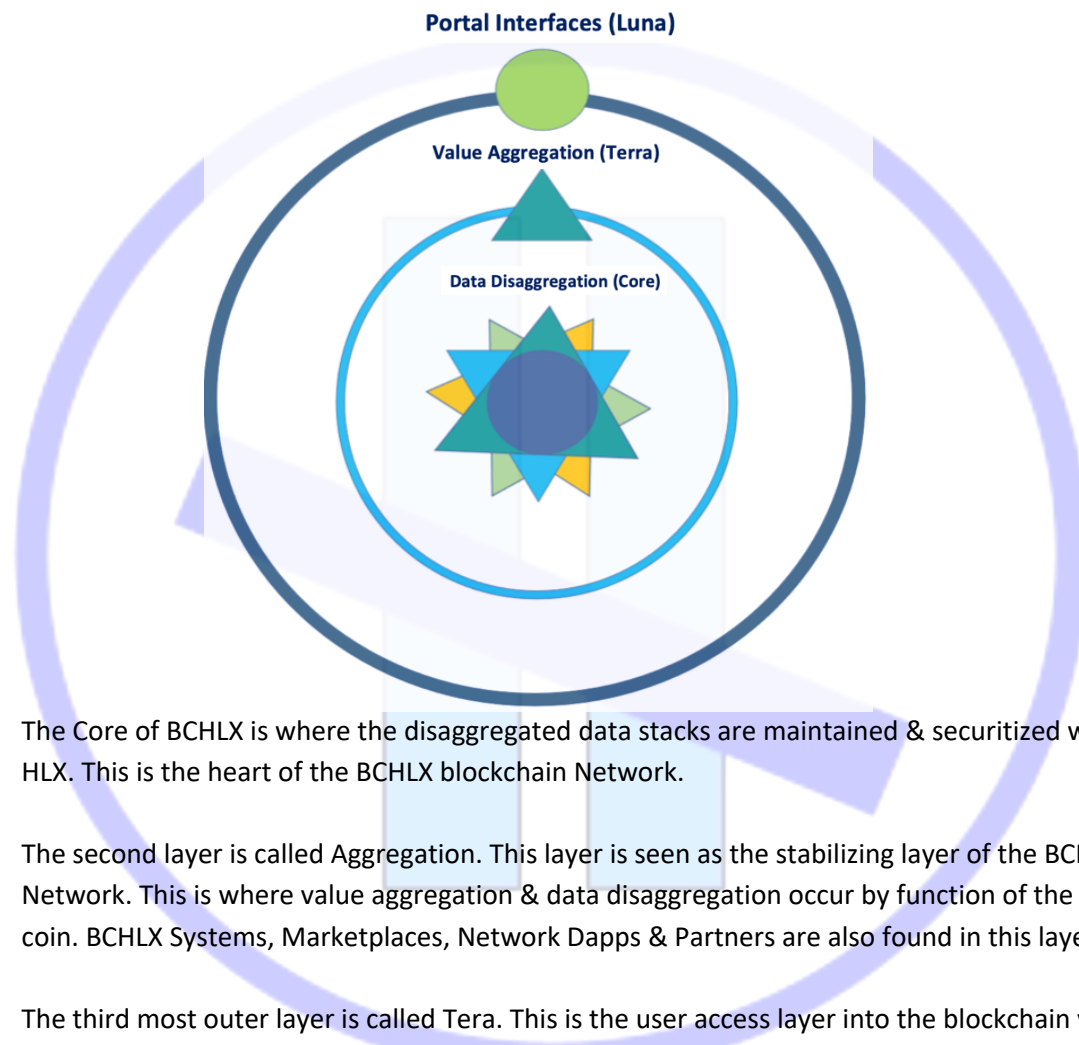 Portal Interfaces (Luna)
Value Aggregation (Terra)
Data Disaggregation (Core)
The Core of BCHLX is where the disaggregated data stacks are maintained & securitized
HLX. This is the heart of the BCHLX blockchain Network.
The second layer is called Aggregation. This layer is seen as the stabilizing layer of the
Network. This is where value aggregation & data disaggregation occur by function of the
coin. BCHLX Systems, Marketplaces, Network Dapps & Partners are also found in this
The third most outer layer is called Tera. This is the user access layer into the blockchain